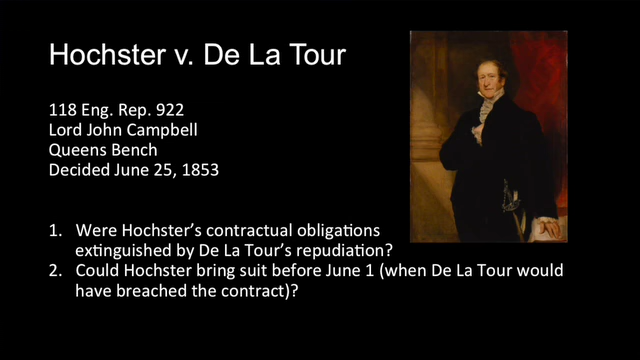 Hochster v. De La Tour
118 Eng. Rep. 922
Lord John Campbell
Queens Bench
Decided June 25, 1853
1. Were Hochster's contractual obligations
extinguished by De La Tour's repudiation?
2. Could Hochster bring suit before June 1 (when De La Tour would
have breached the contract)?